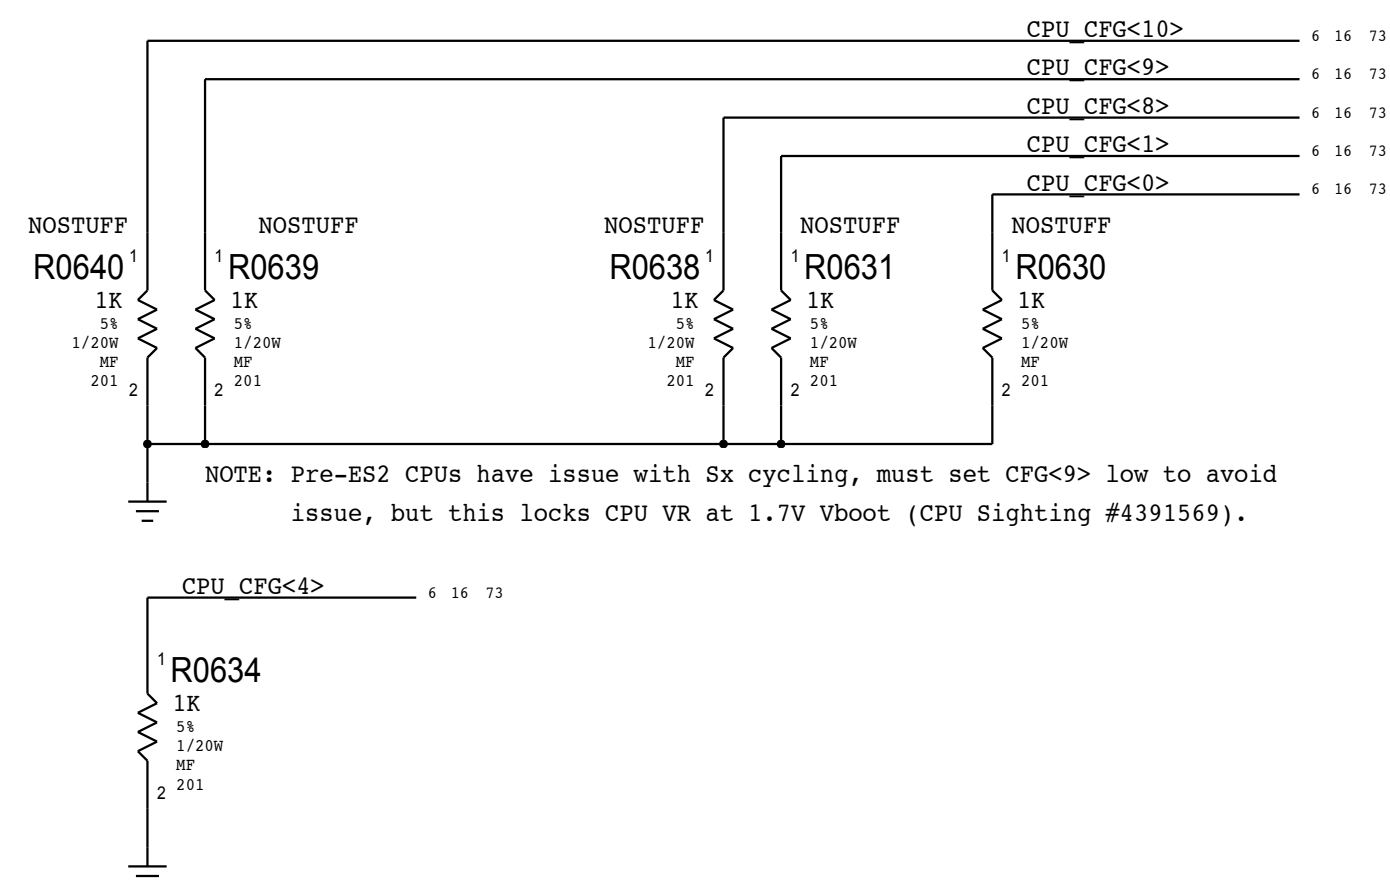 CPU_CFG<10> 6 16 73
CPU_CFG<9> 6 16 73
CPU_CFG<8> 6 16 73
CPU_CFG<1> 6 16 73
CPU_CFG<0> 6 16 73
NOSTUFF NOSTUFF NOSTUFF NOSTUFF NOSTUFF
R0640 1 1 R0639 R0638 1 1 R0631 1 R0630
1K 1K 1K 1K 1K
5% 5% 5% 5% 5%
1/20W 1/20W 1/20W 1/20W 1/20W
MF MF MF MF MF
201 2 2 201 201 2 2 201 2 201
NOTE: Pre-ES2 CPUs have issue with Sx cycling, must set CFG<9> low to avoid
issue, but this locks CPU VR at 1.7V Vboot (CPU Sighting #4391569).
CPU_CFG<4> 6 16 73
1 R0634
1K
5%
1/20W
MF
2 201